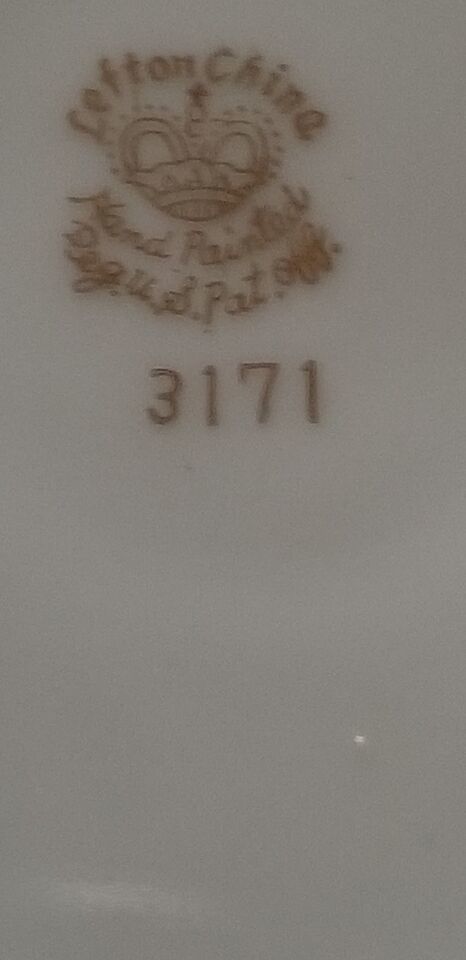 Lefton China
Hand Painted
Reg. U.S. Pat. Off.
3171